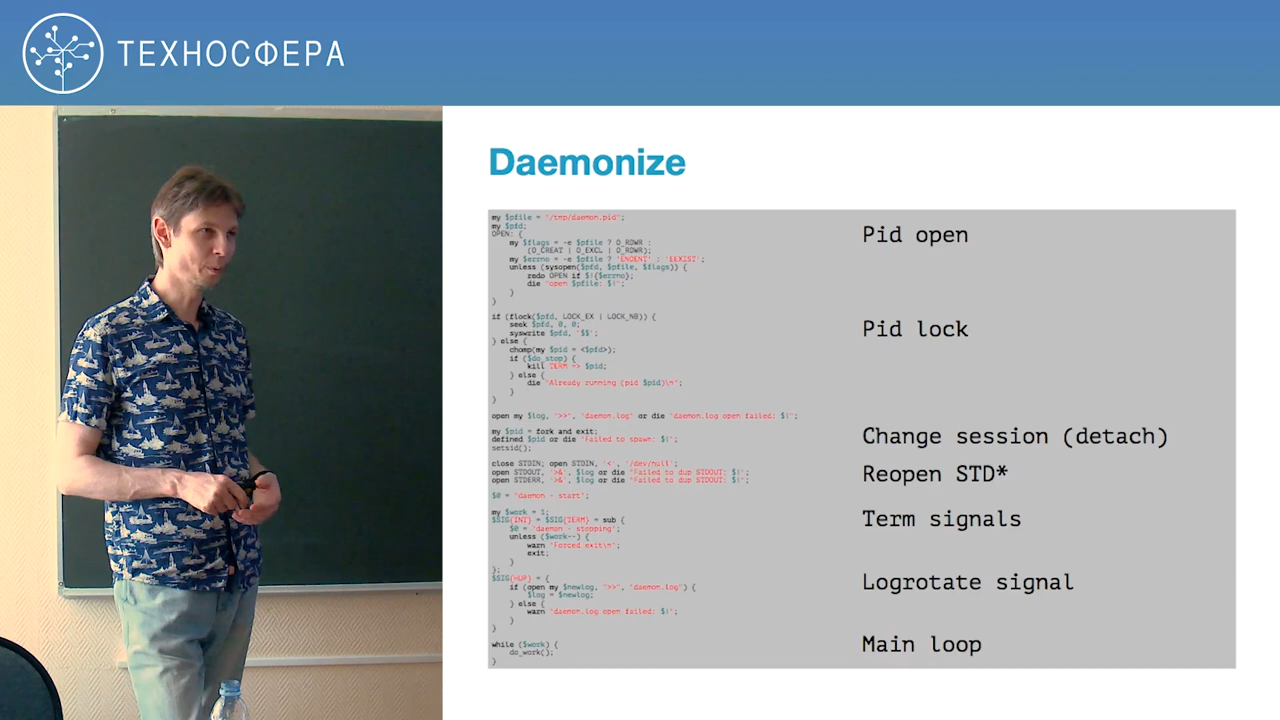 ТЕХНОСФЕРА
Daemonize
my $pfile = "/tmp/daemon.pid";
my $pfd;
OPEN: {
my $flags = -e $pfile ? O_RDWR :
(O_CREAT | O_EXCL | O_RDWR);
my $errno = -e $pfile ? 'ENOENT' : 'EEXIST';
unless (sysopen($pfd, $pfile, $flags)) {
redo OPEN if $!{$errno};
die "open $pfile: $!";
}
}
Pid open
if (flock($pfd, LOCK_EX | LOCK_NB)) {
seek $pfd, 0, 0;
syswrite $pfd, "$$";
} else {
chomp(my $pid = <$pfd>);
if ($do_stop) {
kill TERM => $pid;
} else {
die "Already running (pid $pid)\n";
}
}
Pid lock
open my $log, ">>", "daemon.log" or die "daemon.log open failed: $!";
my $pid = fork and exit;
defined $pid or die "Failed to spawn: $!";
setsid();
Change session (detach)
close STDIN; open STDIN, '<', '/dev/null';
open STDOUT, '>&', $log or die "Failed to dup STDOUT: $!";
open STDERR, '>&', $log or die "Failed to dup STDOUT: $!";
Reopen STD*
$0 = "daemon - start";
my $work = 1;
$SIG{INT} = $SIG{TERM} = sub {
$0 = "daemon - stopping";
unless ($work--) {
warn "Forced exit\n";
exit;
}
};
Term signals
$SIG{HUP} = {
if (open my $newlog, ">>", "daemon.log") {
$log = $newlog;
} else {
warn "daemon.log open failed: $!";
}
}
Logrotate signal
while ($work) {
do_work();
}
Main loop